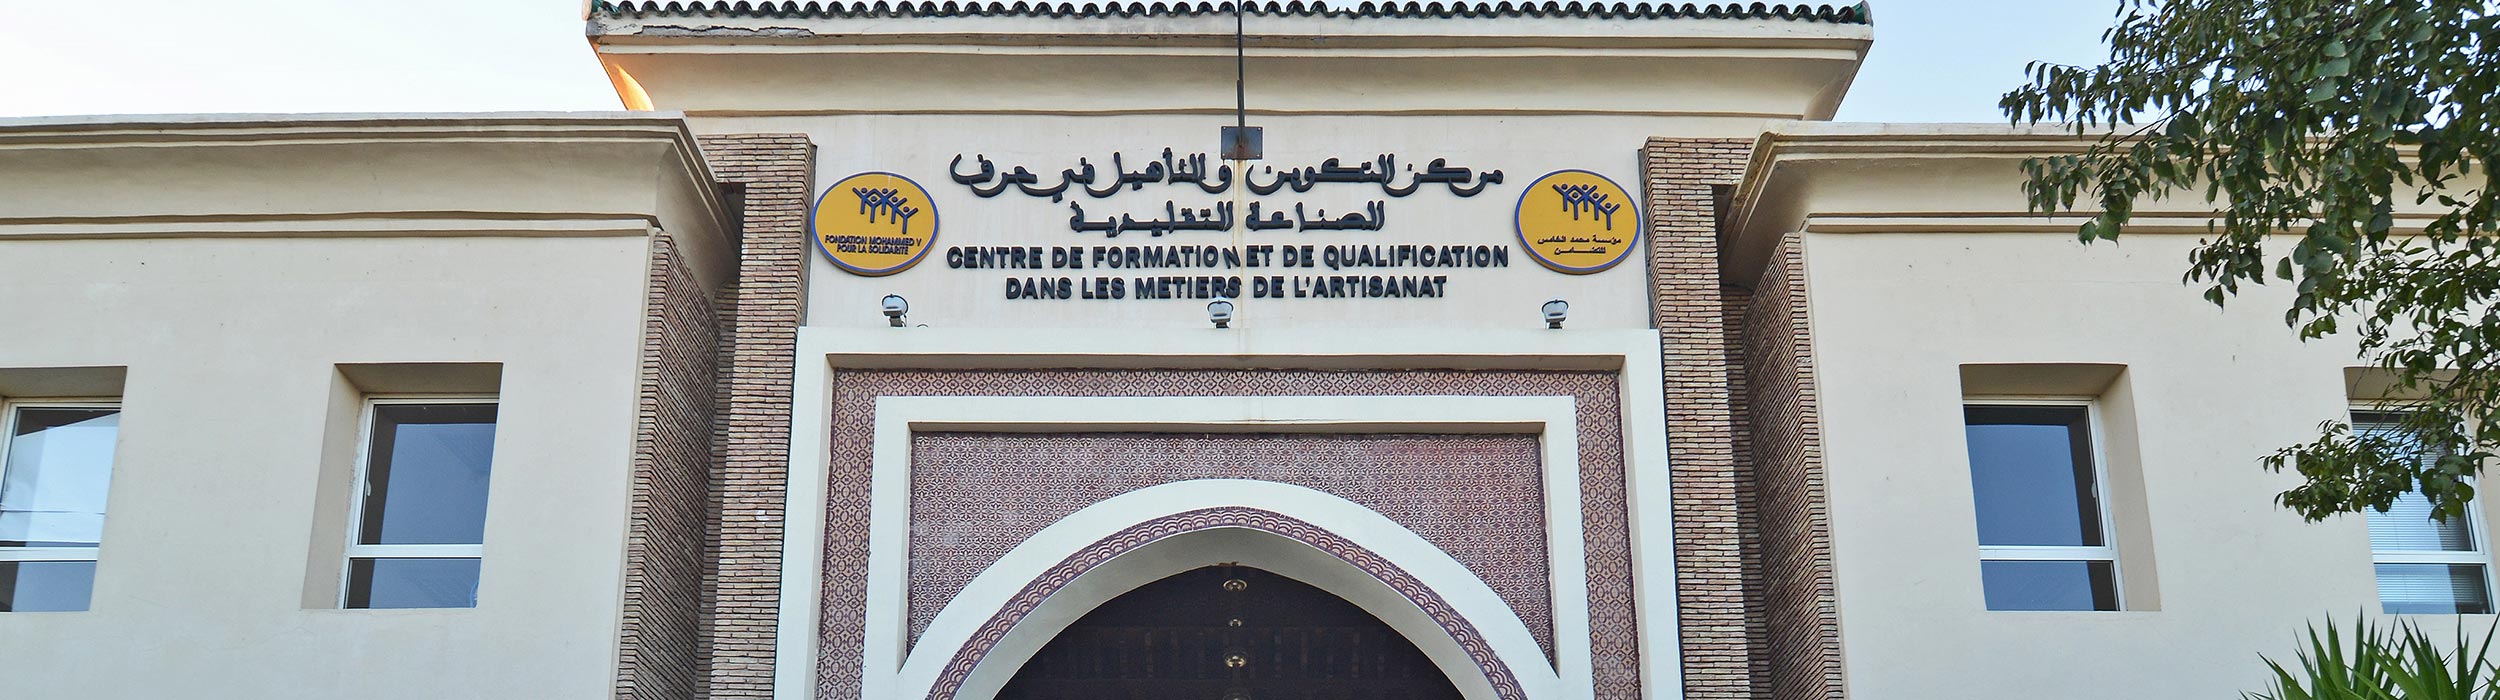 مركز التكوين والتأهيل في حرف
الصناعة التقليدية
CENTRE DE FORMATION ET DE QUALIFICATION
DANS LES METIERS DE L'ARTISANAT
FONDATION MOHAMMED V
POUR LA SOLIDARITÉ
مؤسسة محمد الخامس
للتضامن